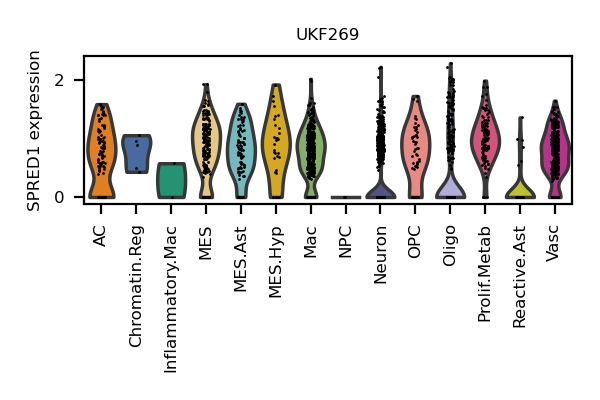 UKF269
SPRED1 expression
2
0
AC
Chromatin.Reg
Inflammatory.Mac
MES
MES.Ast
MES.Hyp
Mac
NPC
Neuron
OPC
Oligo
Prolif.Metab
Reactive.Ast
Vasc